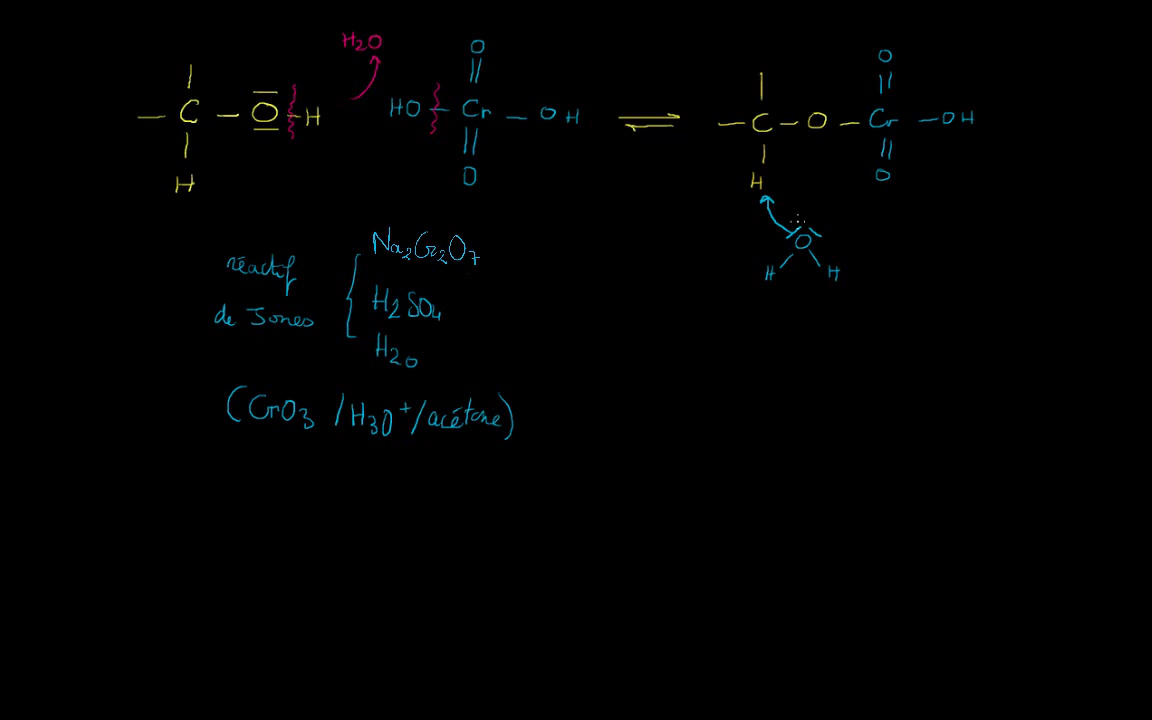 H₂O
O
O
— C — O — H
HO — Cr — OH
— C — O — Cr — OH
H
O
H
O
O
H H
réactif
de Jones
Na₂Cr₂O₇
H₂SO₄
H₂O
(CrO₃ / H₃O⁺ / acétone)